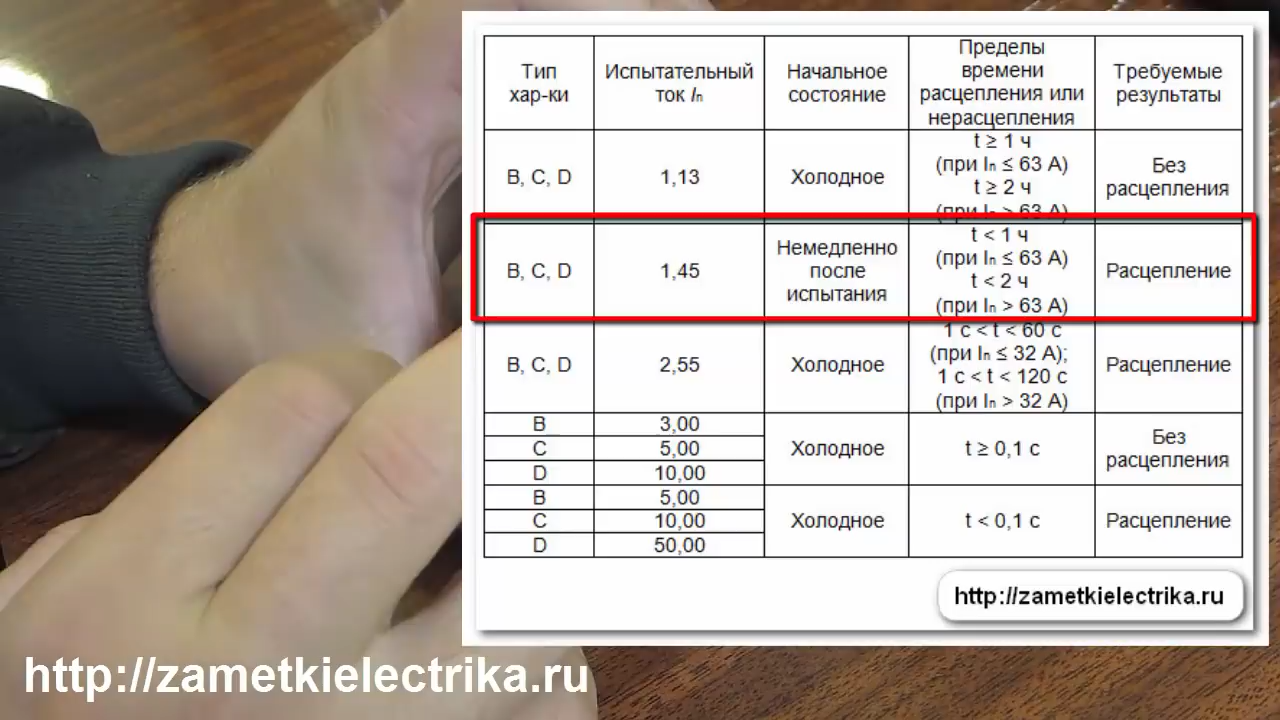 Тип
хар-ки
Испытательный
ток Iₙ
Начальное
состояние
Пределы
времени
расцепления или
нерасцепления
Требуемые
результаты
B, C, D
1,13
Холодное
t ≥ 1 ч
(при Iₙ ≤ 63 А)
t ≥ 2 ч
(при Iₙ > 63 А)
Без
расцепления
B, C, D
1,45
Немедленно
после
испытания
t < 1 ч
(при Iₙ ≤ 63 А)
t < 2 ч
(при Iₙ > 63 А)
Расцепление
B, C, D
2,55
Холодное
1 с < t < 60 с
(при Iₙ ≤ 32 А);
1 с < t < 120 с
(при Iₙ > 32 А)
Расцепление
B
3,00
C
5,00
D
10,00
Холодное
t ≥ 0,1 с
Без
расцепления
B
5,00
C
10,00
D
50,00
Холодное
t < 0,1 с
Расцепление
http://zametkielectrika.ru
http://zametkielectrika.ru